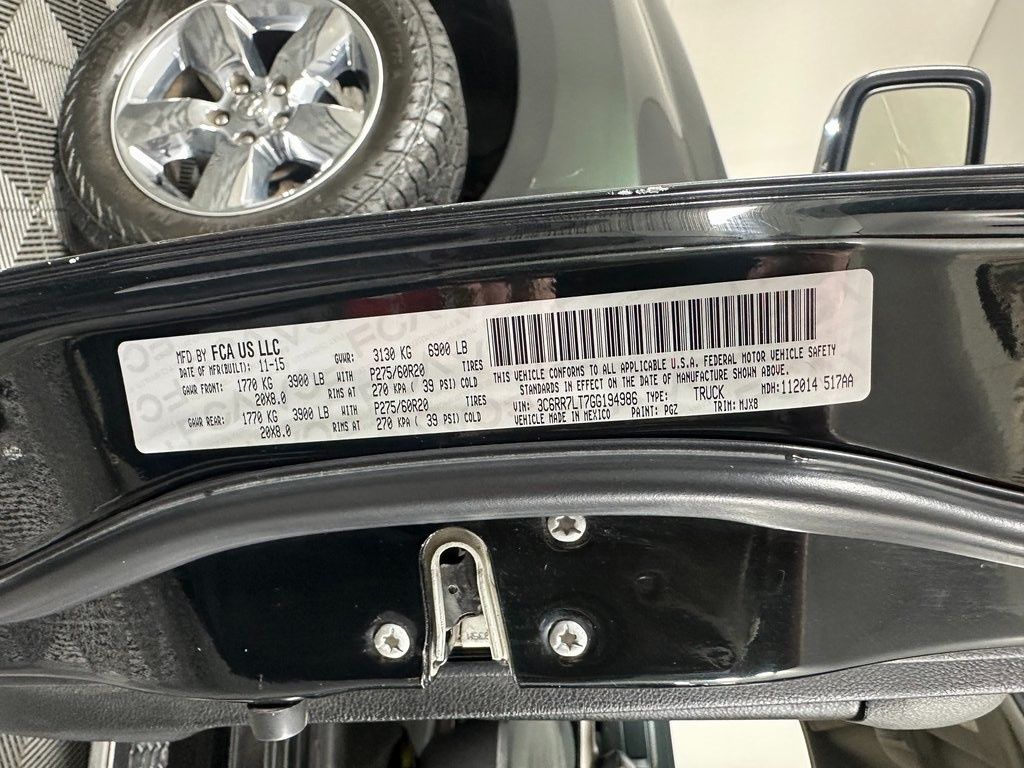 MFD BY FCA US LLC
DATE OF MFR(BUILT): 11-15 GVWR: 3130 KG 6900 LB
GAWR FRONT: 1770 KG 3900 LB WITH P275/60R20 TIRES
20X8.0 RIMS AT 270 KPA ( 39 PSI) COLD
GAWR REAR: 1770 KG 3900 LB WITH P275/60R20 TIRES
20X8.0 RIMS AT 270 KPA ( 39 PSI) COLD
THIS VEHICLE CONFORMS TO ALL APPLICABLE U.S.A. FEDERAL MOTOR VEHICLE SAFETY
STANDARDS IN EFFECT ON THE DATE OF MANUFACTURE SHOWN ABOVE.
VIN: 3C6RR7LT7GG194986 TYPE: TRUCK MDH:112014 517AA
VEHICLE MADE IN MEXICO PAINT: PGZ TRIM: MJX8